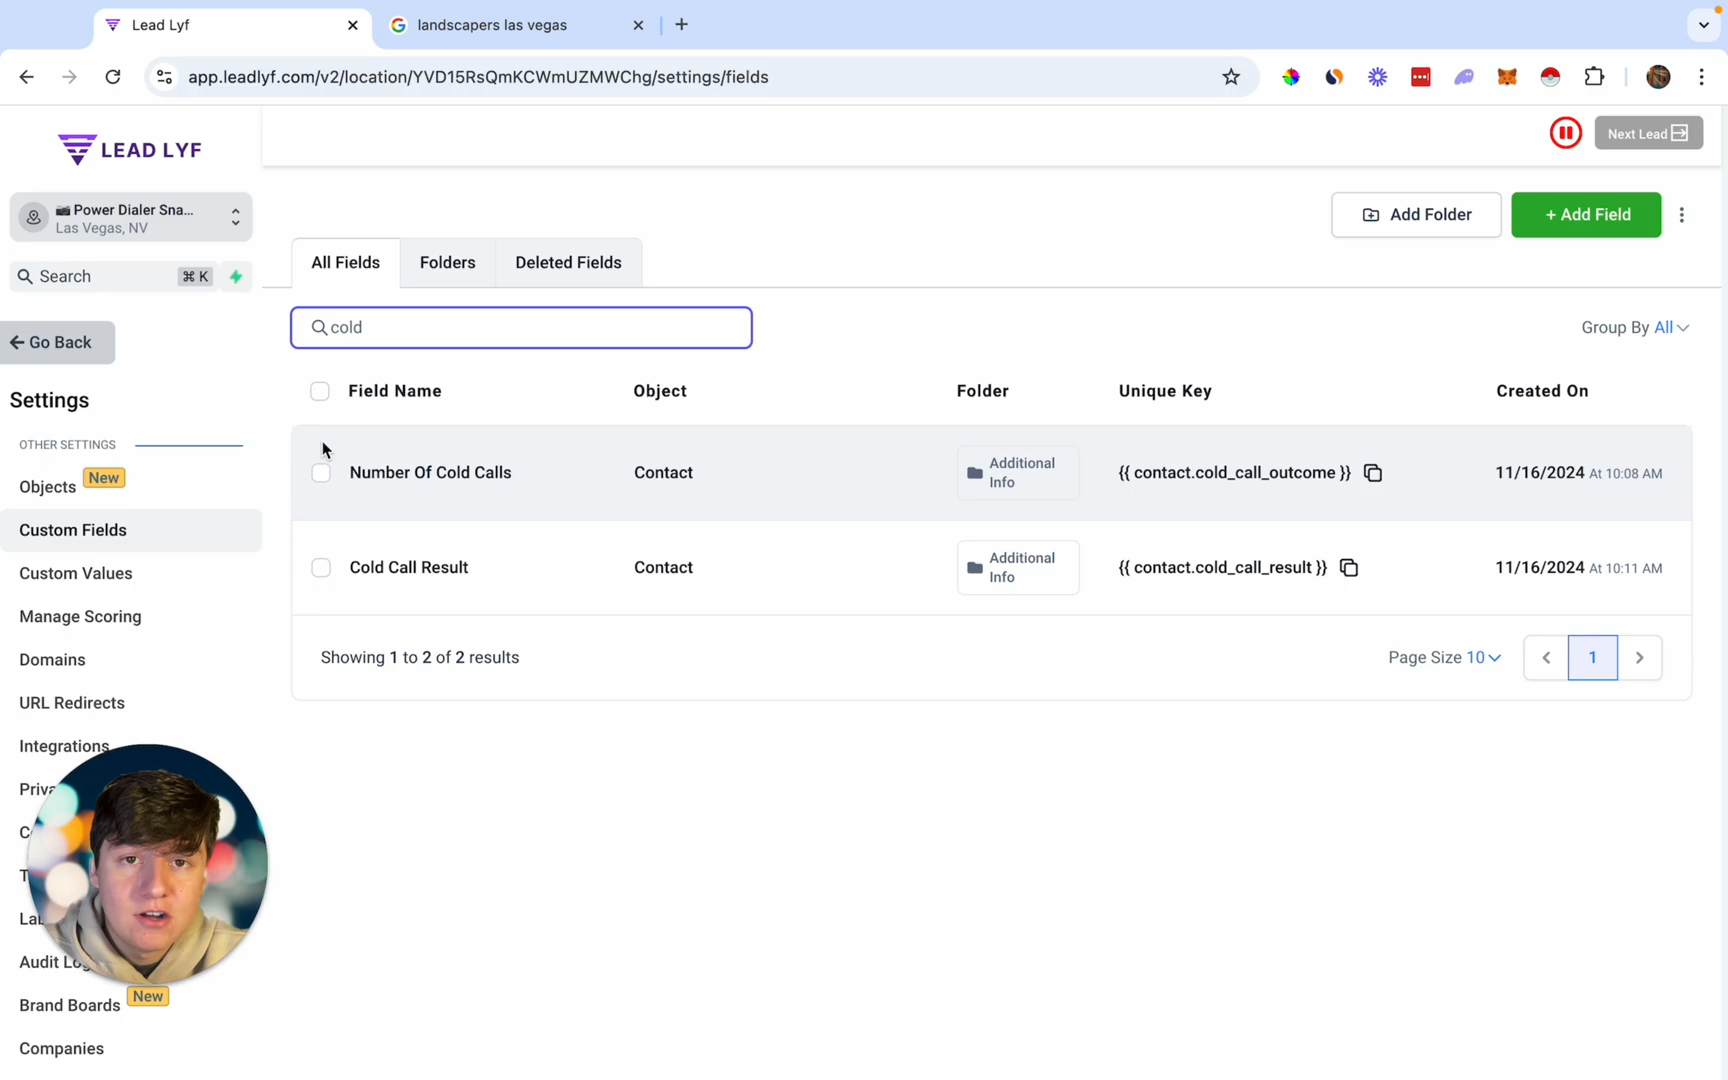 Lead Lyf
landscapers las vegas
app.leadlyf.com/v2/location/YVD15RsQmKCWmUZMWChg/settings/fields
LEAD LYF
Next Lead
Power Dialer Sna...
Las Vegas, NV
Search
⌘ K
Add Folder
+ Add Field
All Fields
Folders
Deleted Fields
cold
Group By All
Go Back
Settings
OTHER SETTINGS
Objects
New
Custom Fields
Custom Values
Manage Scoring
Domains
URL Redirects
Integrations
Audit
Brand Boards
New
Companies
Field Name
Object
Folder
Unique Key
Created On
Number Of Cold Calls
Contact
Additional
Info
{{ contact.cold_call_outcome }}
11/16/2024 At 10:08 AM
Cold Call Result
Contact
Additional
Info
{{ contact.cold_call_result }}
11/16/2024 At 10:11 AM
Showing 1 to 2 of 2 results
Page Size 10
1